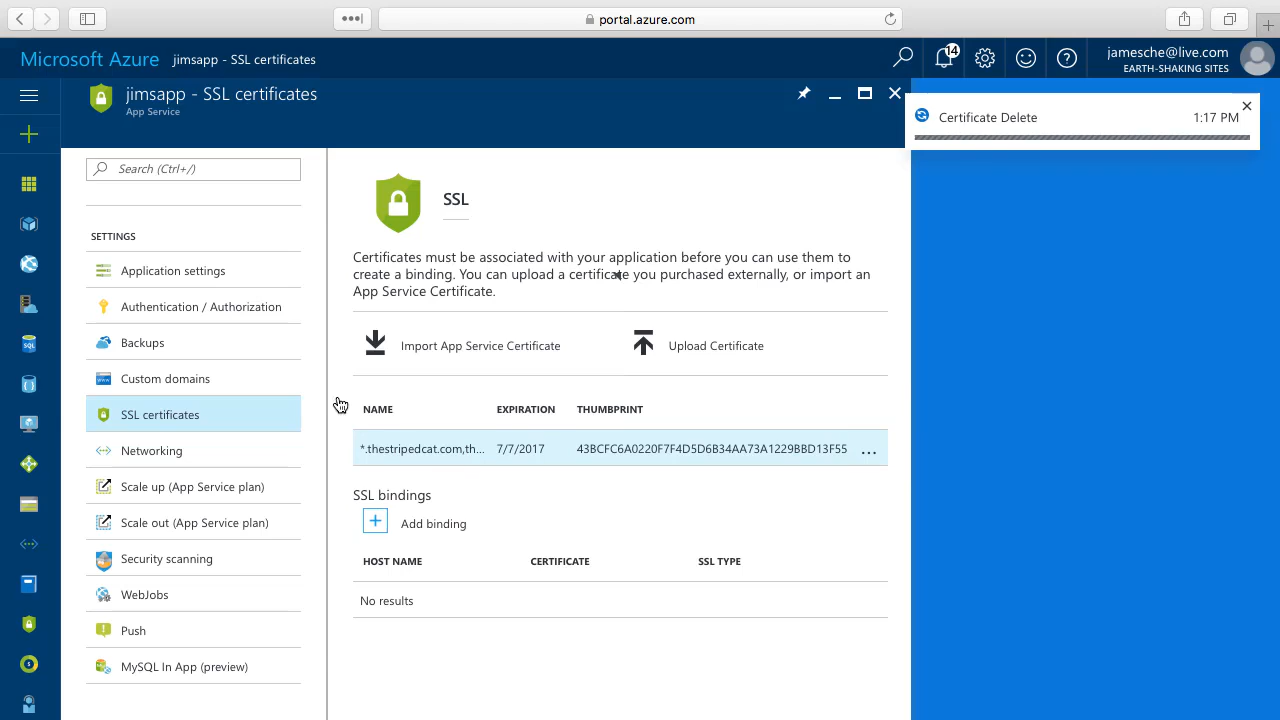 portal.azure.com
Microsoft Azure
jimsapp - SSL certificates
14
jamesche@live.com
EARTH-SHAKING SITES
jimsapp - SSL certificates
App Service
Certificate Delete
1:17 PM
Search (Ctrl+/)
SETTINGS
Application settings
Authentication / Authorization
Backups
Custom domains
SSL certificates
Networking
Scale up (App Service plan)
Scale out (App Service plan)
Security scanning
WebJobs
Push
MySQL In App (preview)
SSL
Certificates must be associated with your application before you can use them to
create a binding. You can upload a certificate you purchased externally, or import an
App Service Certificate.
Import App Service Certificate
Upload Certificate
NAME EXPIRATION THUMBPRINT
*.thestripedcat.com,th... 7/7/2017 43BCFC6A0220F7F4D5D6B34AA73A1229BBD13F55 ...
SSL bindings
Add binding
HOST NAME CERTIFICATE SSL TYPE
No results
SQL